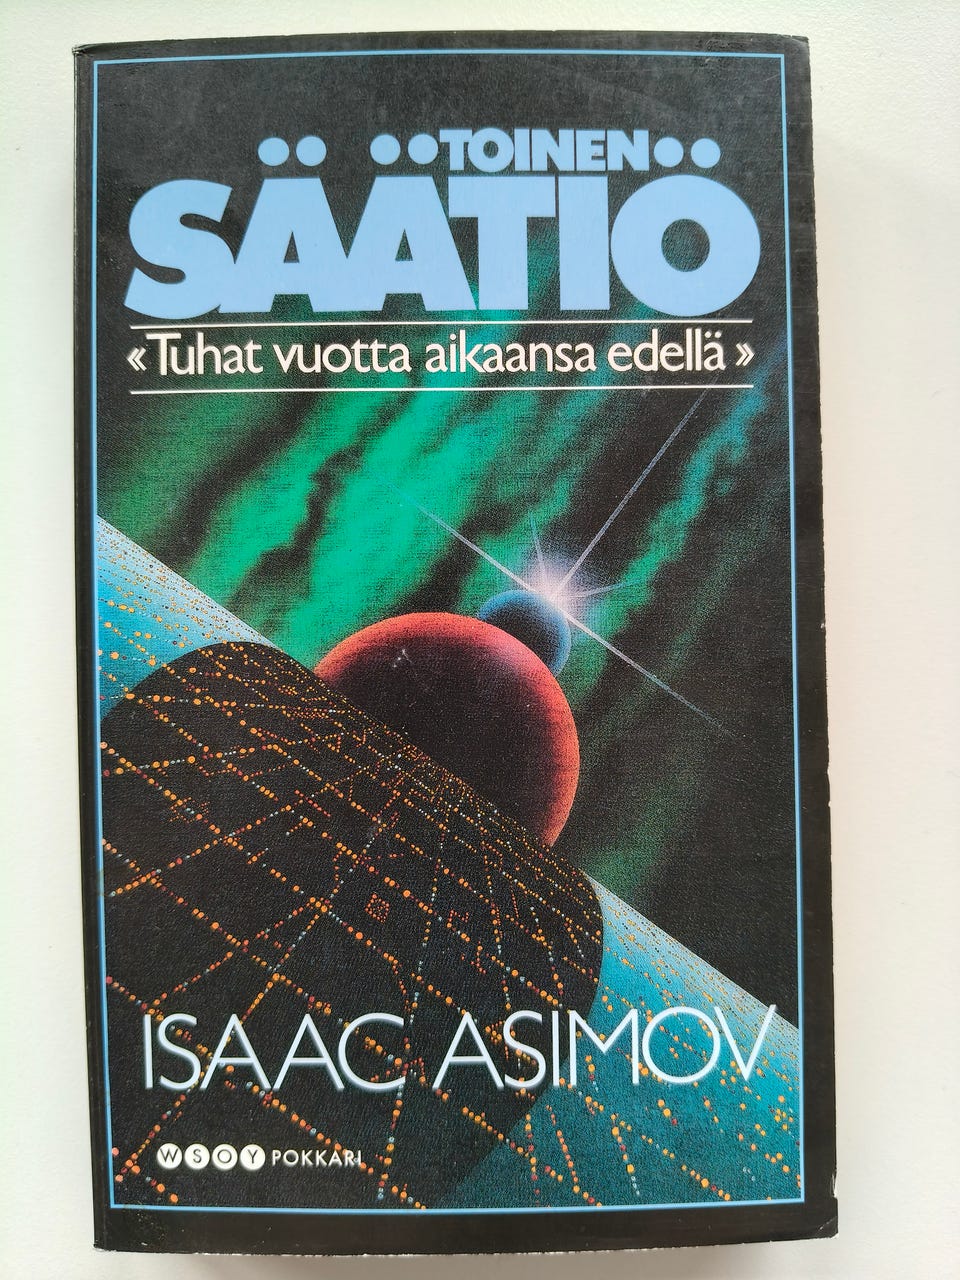 TOINEN
SÄÄTIÖ
«Tuhat vuotta aikaansa edellä»
ISAAC ASIMOV
WSOY POKKARI